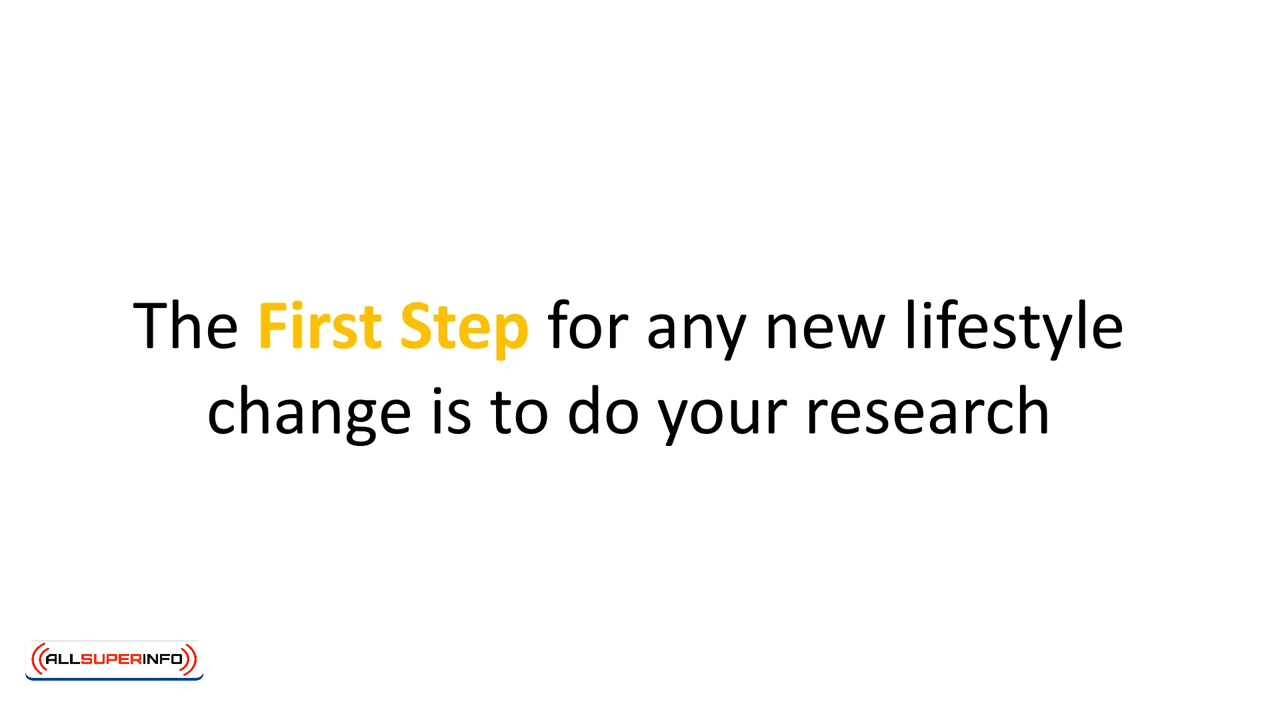 The First Step for any new lifestyle
change is to do your research
ALLSUPERINFO